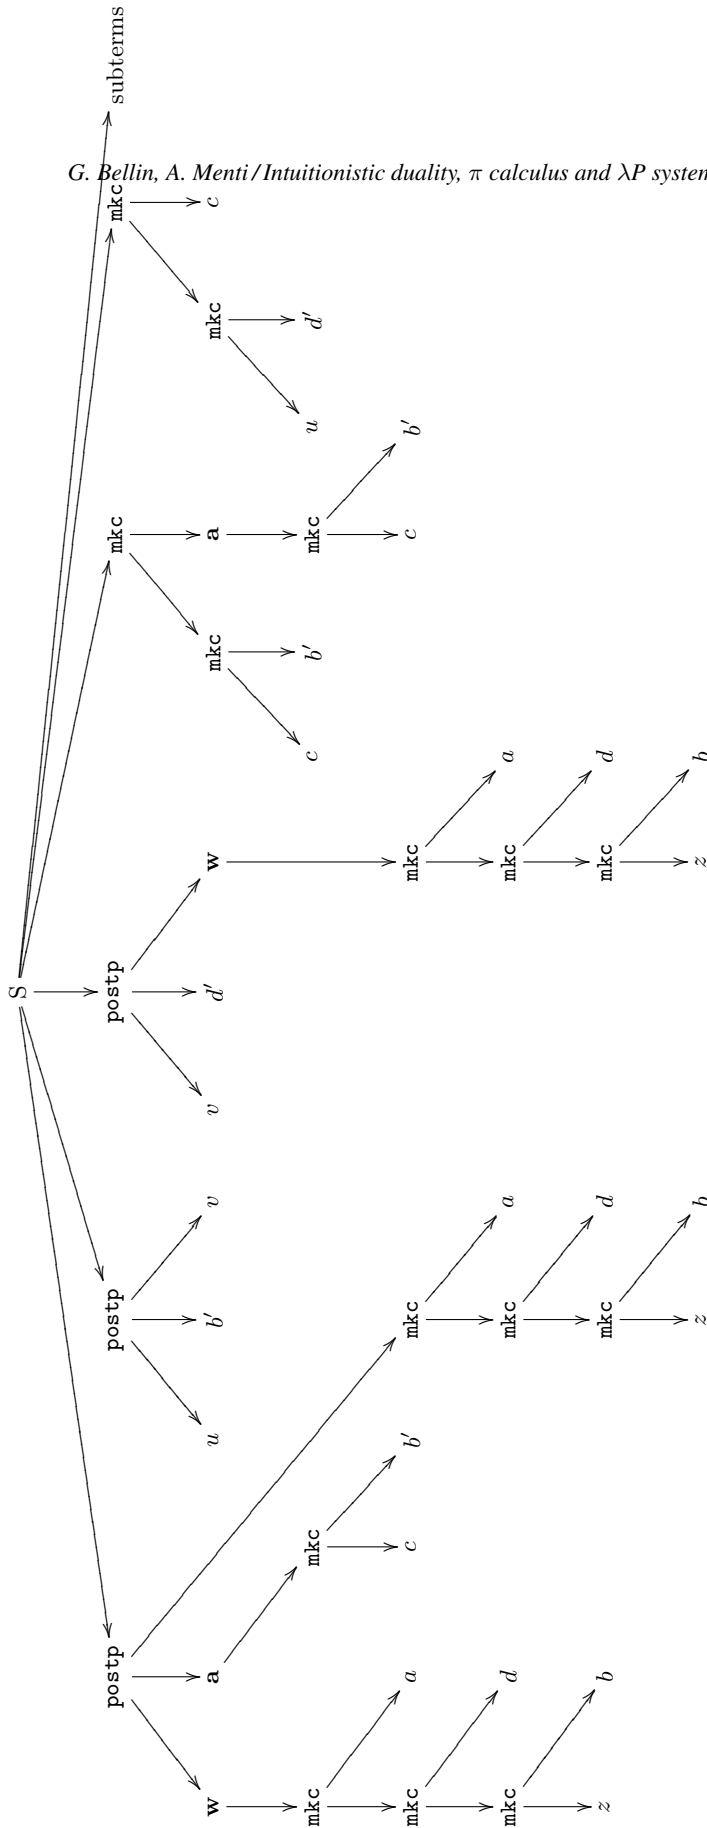 G. Bellin, A. Menti / Intuitionistic duality, π calculus and λP system
S
postp postp postp mkc mkc subterms
w a u b′ v v d′ w mkc a mkc c
mkc mkc c b′ mkc u d′
mkc a c b′ mkc mkc c b′
mkc d mkc a mkc a
z b mkc d mkc d
z b z b